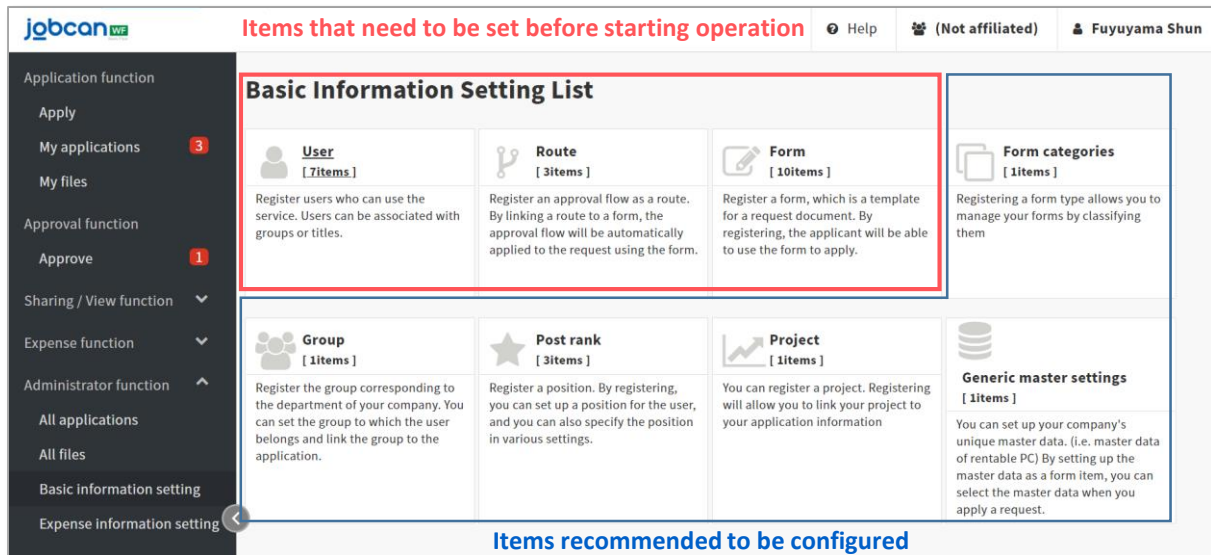 jobcan WF
Items that need to be set before starting operation
Help
(Not affiliated)
Fuyuyama Shun
Application function
Apply
My applications 3
My files
Approval function
Approve 1
Sharing / View function
Expense function
Administrator function
All applications
All files
Basic information setting
Expense information setting
Basic Information Setting List
User
[ 7items ]
Register users who can use the
service. Users can be associated with
groups or titles.
Route
[ 3items ]
Register an approval flow as a route.
By linking a route to a form, the
approval flow will be automatically
applied to the request using the form.
Form
[ 10items ]
Register a form, which is a template
for a request document. By
registering, the applicant will be able
to use the form to apply.
Form categories
[ 1items ]
Registering a form type allows you to
manage your forms by classifying
them
Group
[ 1items ]
Register the group corresponding to
the department of your company. You
can set the group to which the user
belongs and link the group to the
application.
Post rank
[ 3items ]
Register a position. By registering,
you can set up a position for the user,
and you can also specify the position
in various settings.
Project
[ 1items ]
You can register a project. Registering
will allow you to link your project to
your application information
Generic master settings
[ 1items ]
You can set up your company's
unique master data. (i.e. master data
of rentable PC) By setting up the
master data as a form item, you can
select the master data when you
apply a request.
Items recommended to be configured